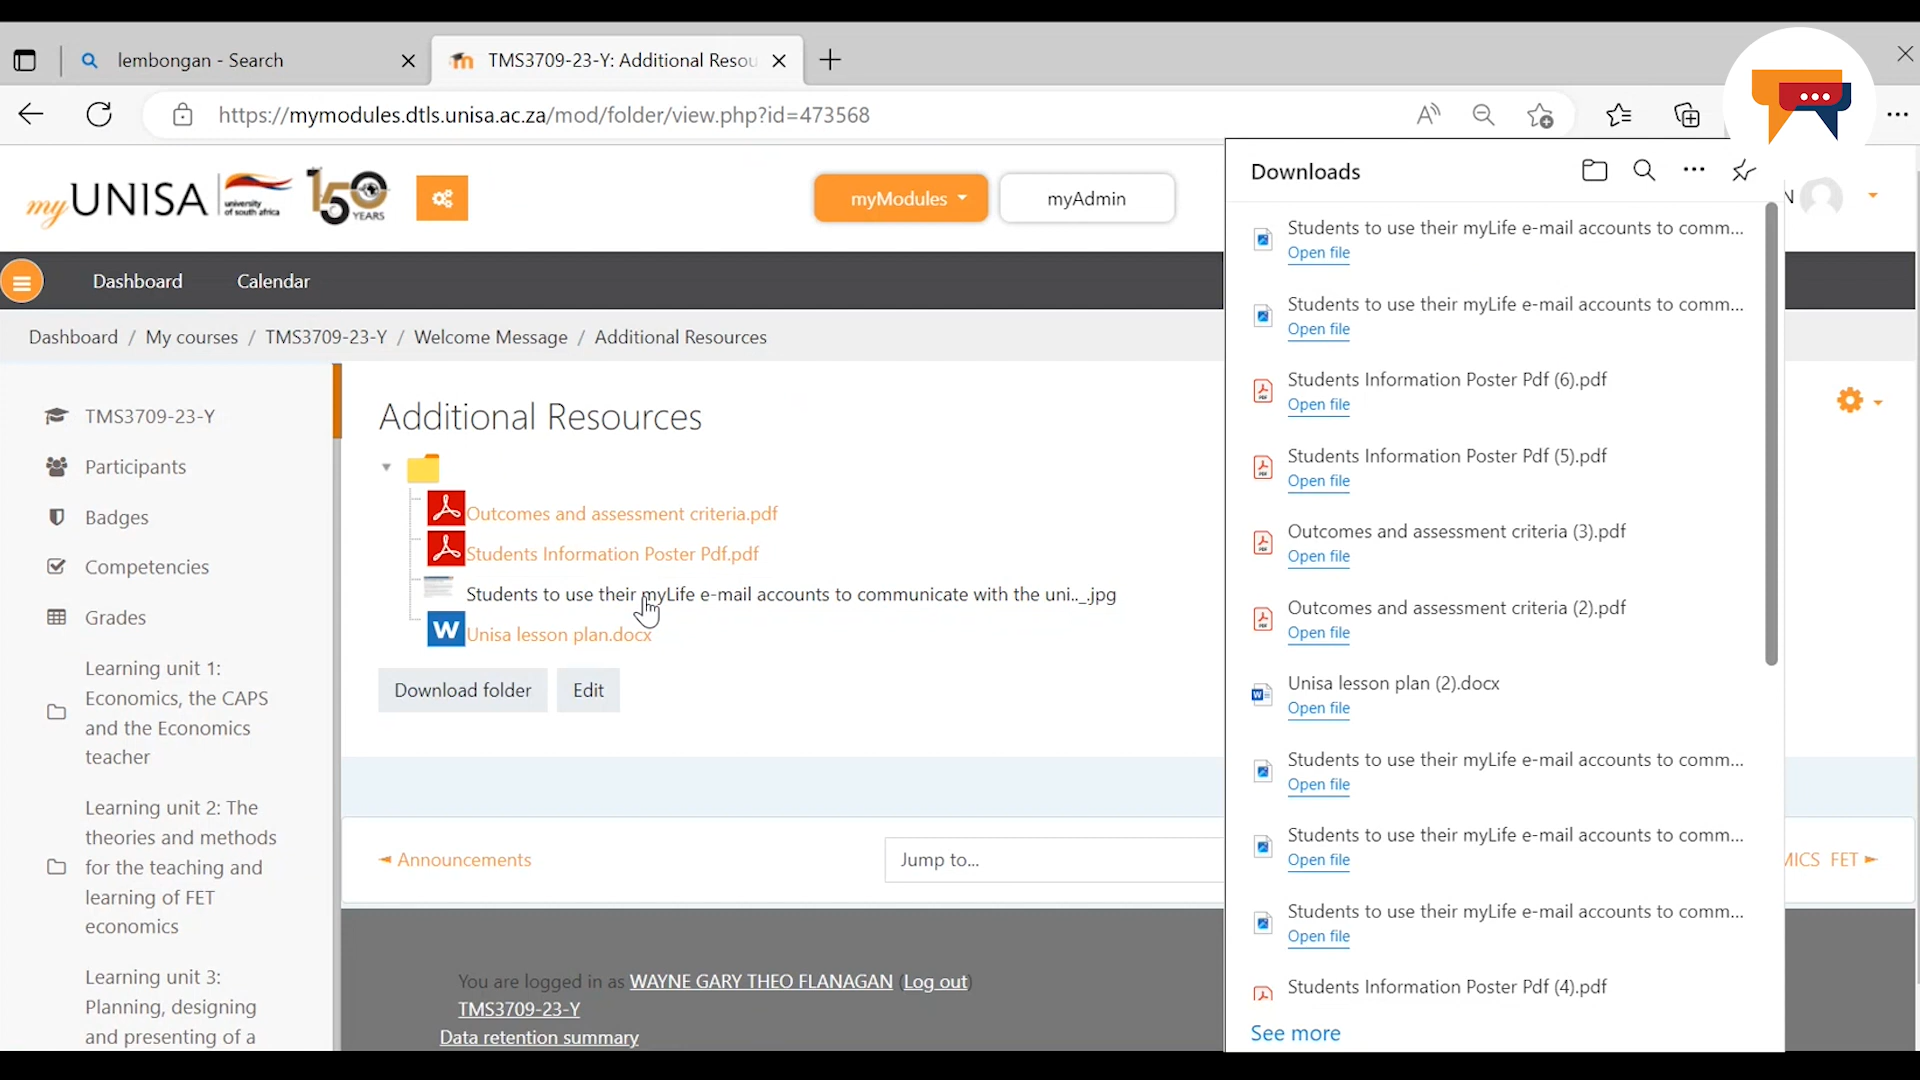 lembongan - Search
TMS3709-23-Y: Additional Resou
https://mymodules.dtls.unisa.ac.za/mod/folder/view.php?id=473568
myUNISA
university
of south africa
150
YEARS
myModules
myAdmin
N
Dashboard
Calendar
Dashboard / My courses / TMS3709-23-Y / Welcome Message / Additional Resources
TMS3709-23-Y
Participants
Badges
Competencies
Grades
Learning unit 1:
Economics, the CAPS
and the Economics
teacher
Learning unit 2: The
theories and methods
for the teaching and
learning of FET
economics
Learning unit 3:
Planning, designing
and presenting of a
Additional Resources
Outcomes and assessment criteria.pdf
Students Information Poster Pdf.pdf
Students to use their myLife e-mail accounts to communicate with the uni.._.jpg
Unisa lesson plan.docx
Download folder
Edit
◄ Announcements
Jump to...
MICS FET ►
You are logged in as WAYNE GARY THEO FLANAGAN (Log out)
TMS3709-23-Y
Data retention summary
Downloads
Students to use their myLife e-mail accounts to comm...
Open file
Students to use their myLife e-mail accounts to comm...
Open file
Students Information Poster Pdf (6).pdf
Open file
Students Information Poster Pdf (5).pdf
Open file
Outcomes and assessment criteria (3).pdf
Open file
Outcomes and assessment criteria (2).pdf
Open file
Unisa lesson plan (2).docx
Open file
Students to use their myLife e-mail accounts to comm...
Open file
Students to use their myLife e-mail accounts to comm...
Open file
Students to use their myLife e-mail accounts to comm...
Open file
Students Information Poster Pdf (4).pdf
See more